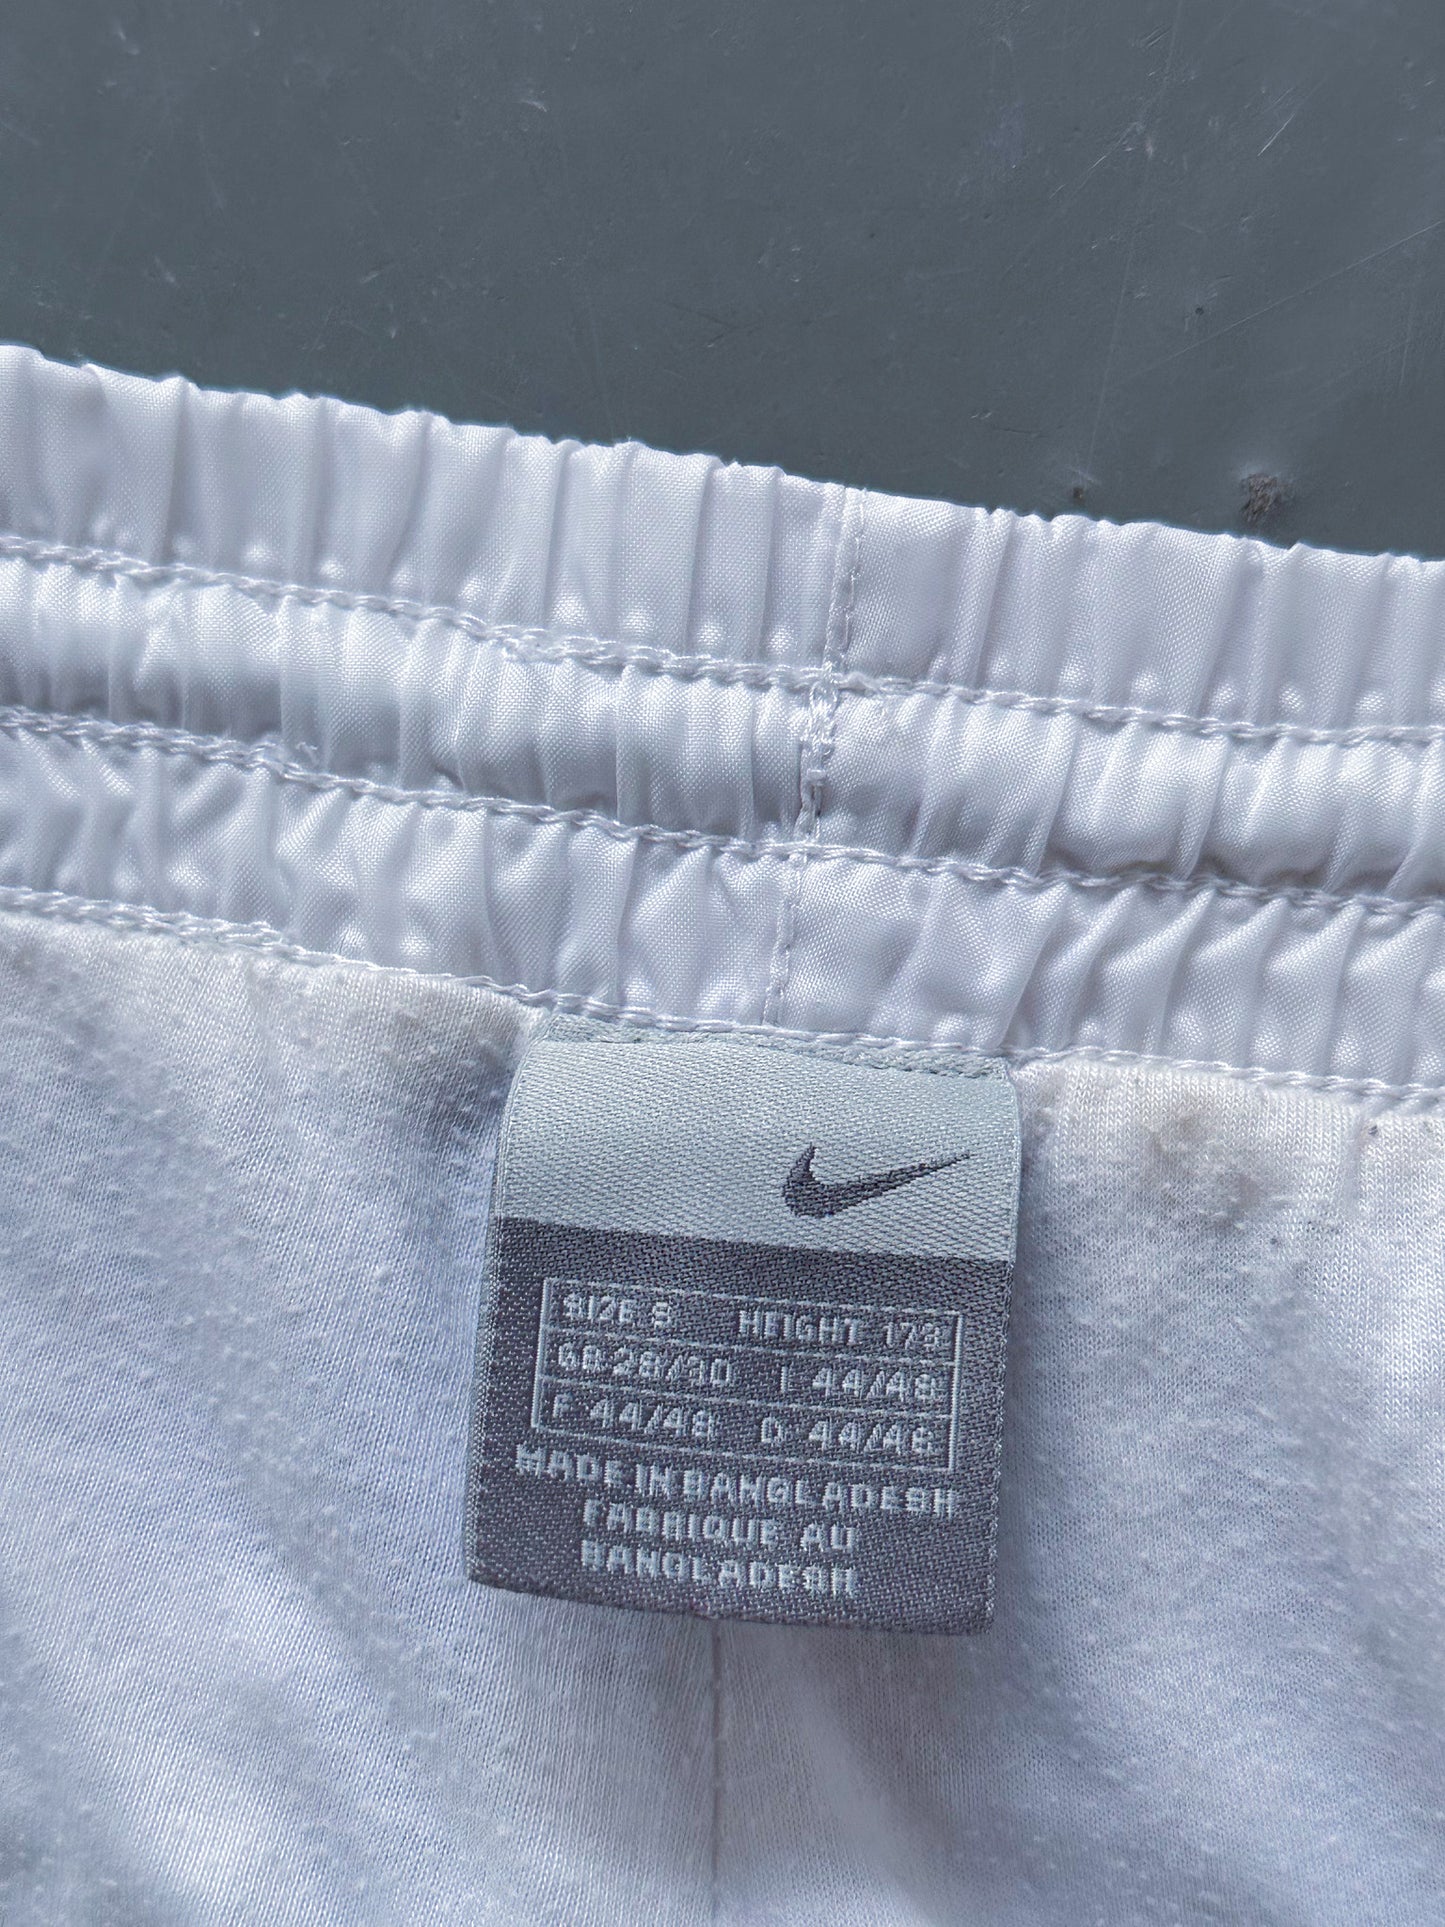 SIZE S HEIGHT 173
GB 28/30 I 44/48
F 44/48 D 44/48
MADE IN BANGLADESH
FABRIQUE AU
BANGLADESH